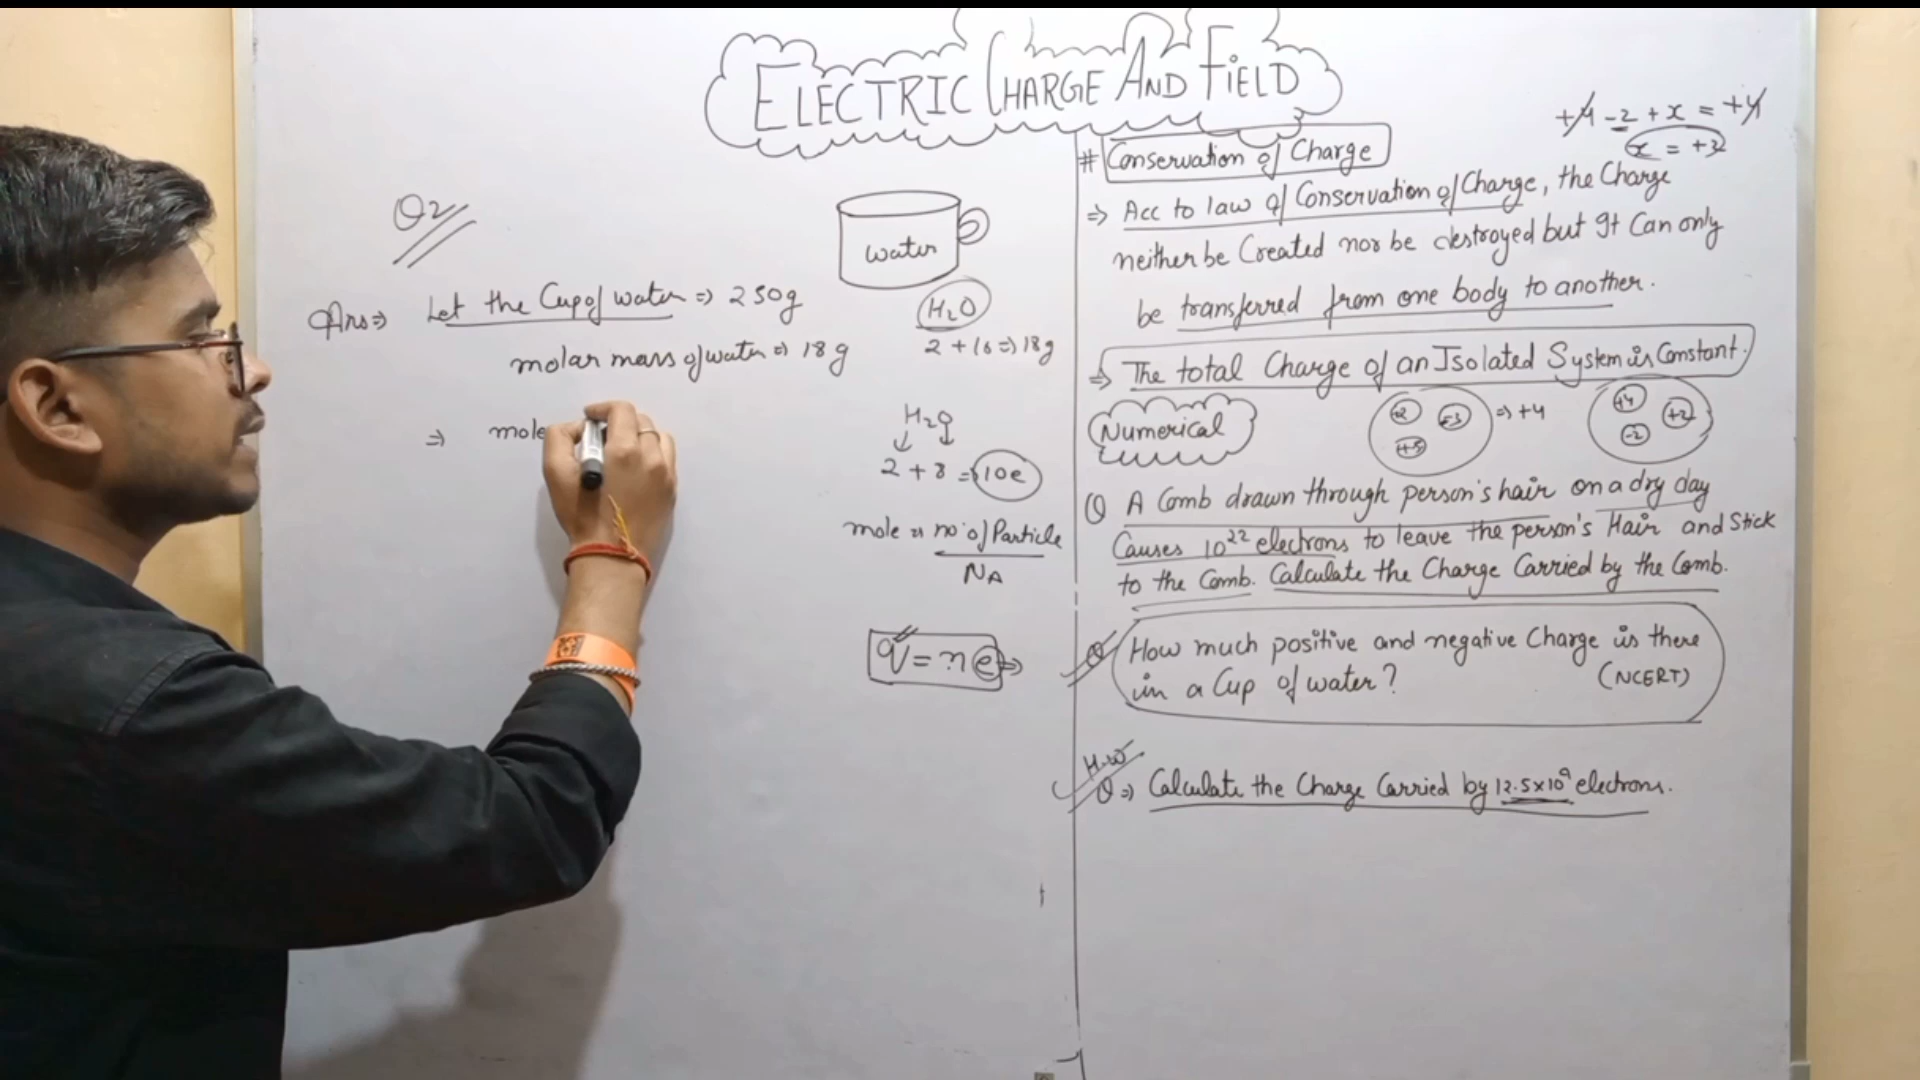 ELECTRIC CHARGE AND FIELD
Q2
Ans⇒ Let the Cup of water ⇒ 250g
molar mass of water ⇒ 18g
⇒ mole
water
H₂O
2 + 16 ⇒ 18g
H₂O
2 + 8 ⇒ 10e
mole ⇒ no. of Particle
N_A
q = n e ⇒
+4 -2 + x = +4
x = +2
# Conservation of Charge
⇒ Acc to law of Conservation of Charge, the Charge
neither be Created nor be destroyed but It Can only
be transferred from one body to another.
⇒ The total Charge of an Isolated System is Constant.
Numerical
+2 -3 ⇒ +4
+5
+4 +2
-2
Q A Comb drawn through person's hair on a dry day
Causes 10²² electrons to leave the person's Hair and Stick
to the Comb. Calculate the Charge Carried by the Comb.
Q How much positive and negative Charge is there
in a Cup of water? (NCERT)
H.W
Q ⇒ Calculate the Charge Carried by 12.5x10⁹ electrons.